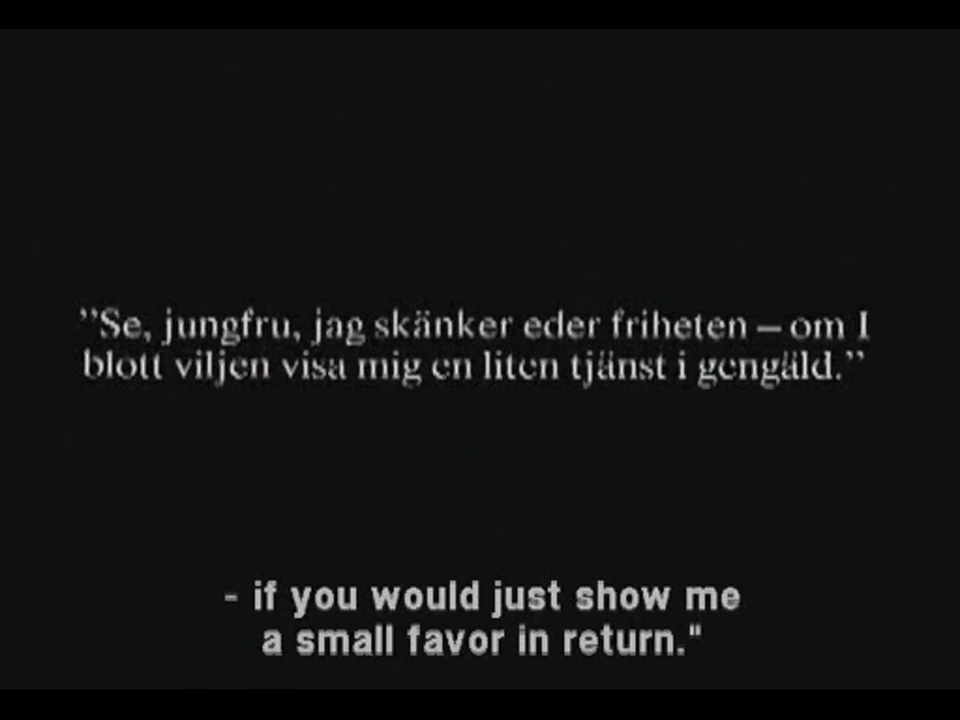 ”Se, jungfru, jag skänker eder friheten – om I
blott viljen visa mig en liten tjänst i gengäld.”
- if you would just show me
a small favor in return."